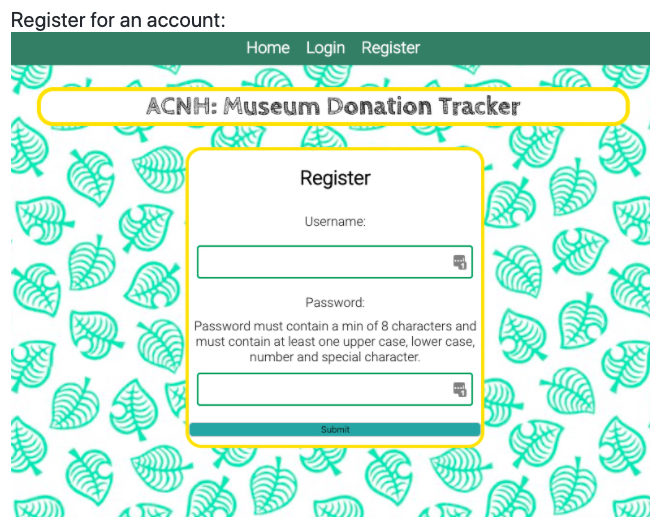 Register for an account:
Home Login Register
ACNH: Museum Donation Tracker
Register
Username:
Password:
Password must contain a min of 8 characters and
must contain at least one upper case, lower case,
number and special character.
Submit